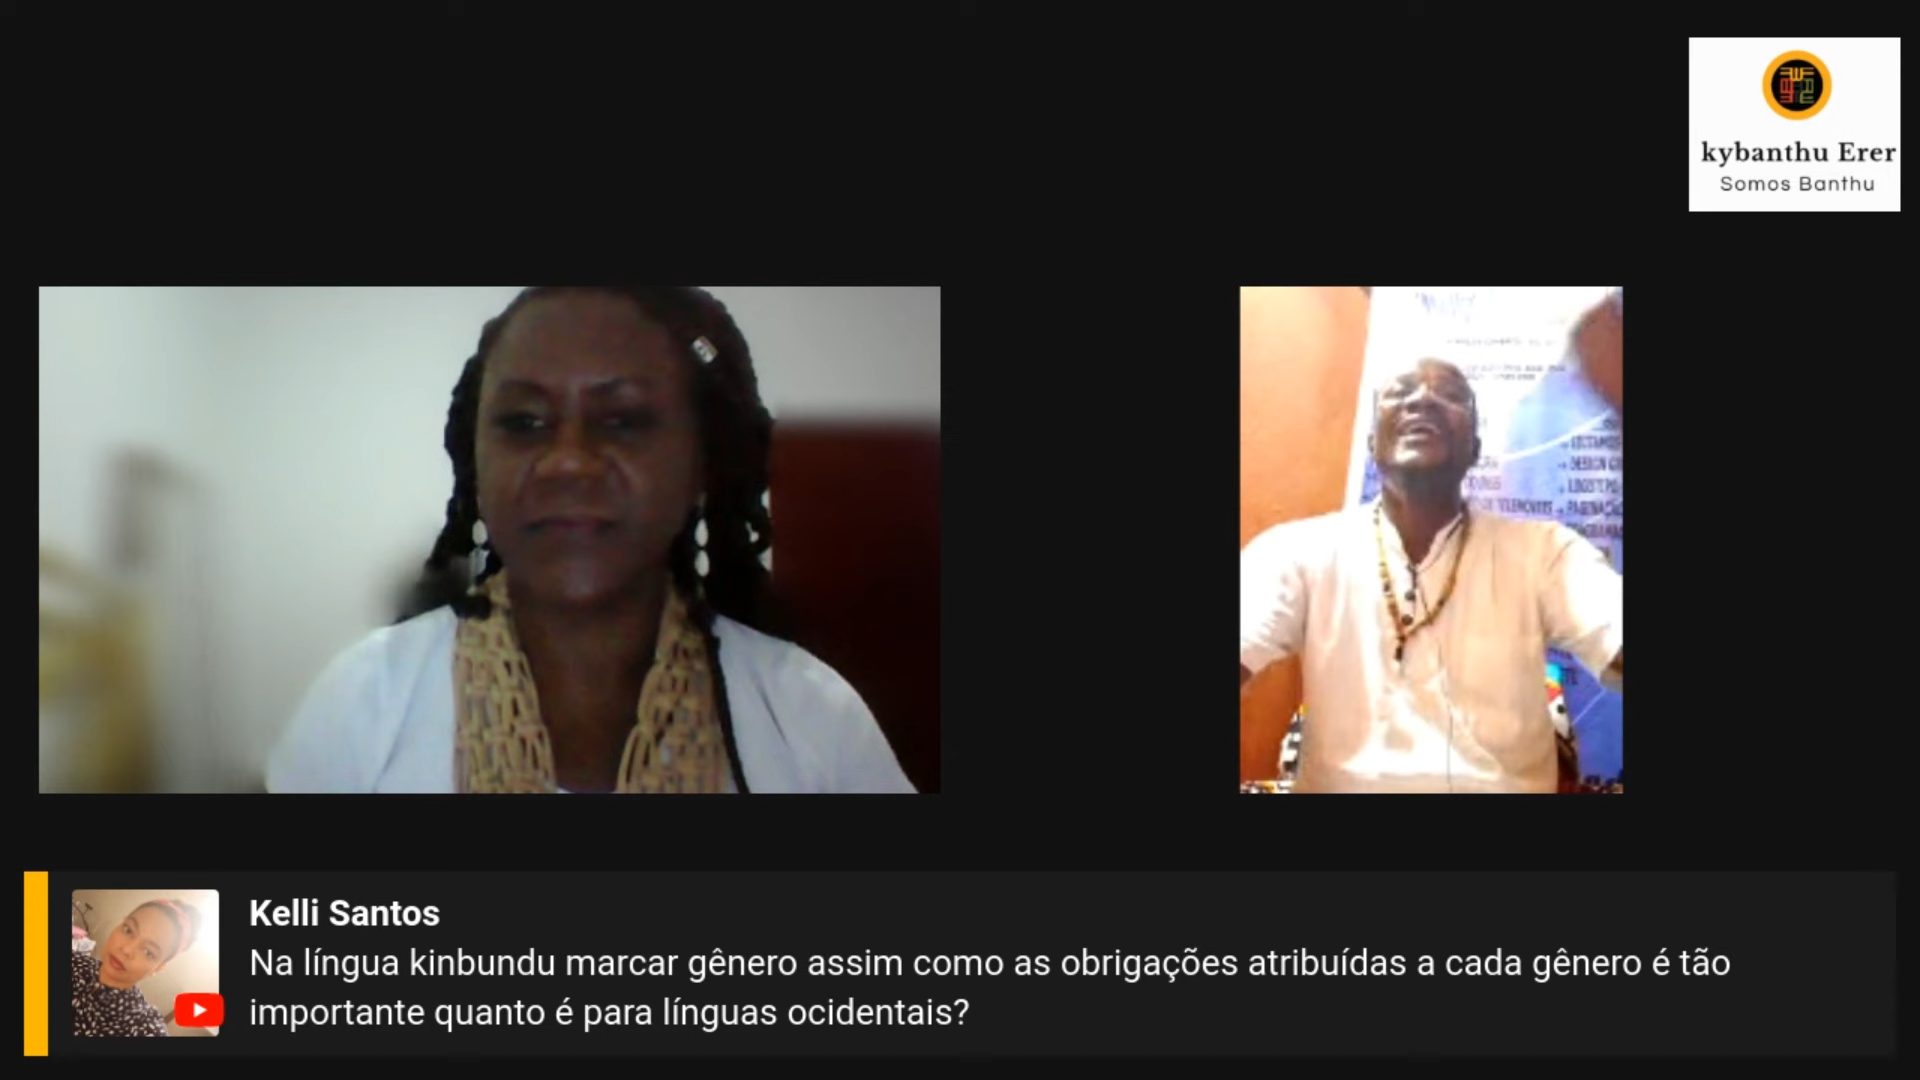 kybanthu Erer
Somos Banthu
→ DESIGN
Kelli Santos
Na língua kinbundu marcar gênero assim como as obrigações atribuídas a cada gênero é tão
importante quanto é para línguas ocidentais?